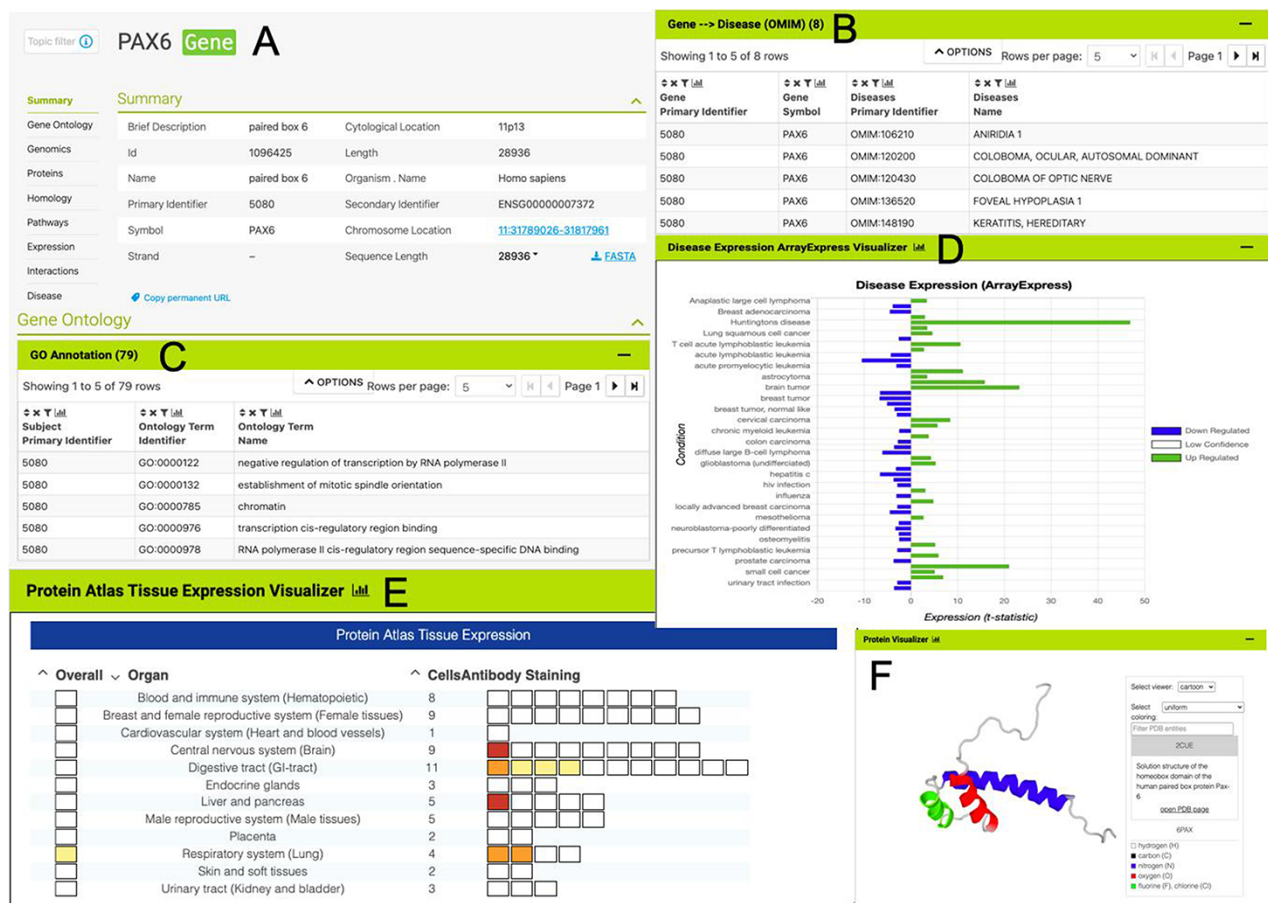 Topic filter
PAX6 Gene A
Summary
Gene Ontology
Genomics
Proteins
Homology
Pathways
Expression
Interactions
Disease
Summary
Brief Description paired box 6 Cytological Location 11p13
Id 1096425 Length 28936
Name paired box 6 Organism . Name Homo sapiens
Primary Identifier 5080 Secondary Identifier ENSG00000007372
Symbol PAX6 Chromosome Location 11:31789026-31817961
Strand – Sequence Length 28936 FASTA
Copy permanent URL
Gene --> Disease (OMIM) (8) B
Showing 1 to 5 of 8 rows OPTIONS Rows per page: 5 Page 1
Gene Gene Diseases Diseases
Primary Identifier Symbol Primary Identifier Name
5080 PAX6 OMIM:106210 ANIRIDIA 1
5080 PAX6 OMIM:120200 COLOBOMA, OCULAR, AUTOSOMAL DOMINANT
5080 PAX6 OMIM:120430 COLOBOMA OF OPTIC NERVE
5080 PAX6 OMIM:136520 FOVEAL HYPOPLASIA 1
5080 PAX6 OMIM:148190 KERATITIS, HEREDITARY
Gene Ontology
GO Annotation (79) C
Showing 1 to 5 of 79 rows OPTIONS Rows per page: 5 Page 1
Subject Ontology Term Ontology Term
Primary Identifier Identifier Name
5080 GO:0000122 negative regulation of transcription by RNA polymerase II
5080 GO:0000132 establishment of mitotic spindle orientation
5080 GO:0000785 chromatin
5080 GO:0000976 transcription cis-regulatory region binding
5080 GO:0000978 RNA polymerase II cis-regulatory region sequence-specific DNA binding
Disease Expression ArrayExpress Visualizer D
Disease Expression (ArrayExpress)
Condition
Anaplastic large cell lymphoma
Breast adenocarcinoma
Huntingtons disease
Lung squamous cell cancer
T cell acute lymphoblastic leukemia
acute lymphoblastic leukemia
acute promyelocytic leukemia
astrocytoma
brain tumor
breast tumor
breast tumor, normal like
cervical carcinoma
chronic myeloid leukemia
colon carcinoma
diffuse large B-cell lymphoma
glioblastoma (undifferciated)
hepatitis c
hiv infection
influenza
locally advanced breast carcinoma
mesothelioma
neuroblastoma-poorly differentiated
osteomyelitis
precursor T lymphoblastic leukemia
prostate carcinoma
small cell cancer
urinary tract infection
-20 -10 0 10 20 30 40 50
Expression (t-statistic)
Down Regulated
Low Confidence
Up Regulated
Protein Atlas Tissue Expression Visualizer E
Protein Atlas Tissue Expression
Overall Organ CellsAntibody Staining
Blood and immune system (Hematopoietic) 8
Breast and female reproductive system (Female tissues) 9
Cardiovascular system (Heart and blood vessels) 1
Central nervous system (Brain) 9
Digestive tract (GI-tract) 11
Endocrine glands 3
Liver and pancreas 5
Male reproductive system (Male tissues) 5
Placenta 2
Respiratory system (Lung) 4
Skin and soft tissues 2
Urinary tract (Kidney and bladder) 3
Protein Visualizer
F
Select viewer: cartoon
Select coloring: uniform
Filter PDB entities
2CUE
Solution structure of the
homeobox domain of the
human paired box protein Pax-
6
open PDB page
6PAX
hydrogen (H)
carbon (C)
nitrogen (N)
oxygen (O)
fluorine (F), chlorine (Cl)